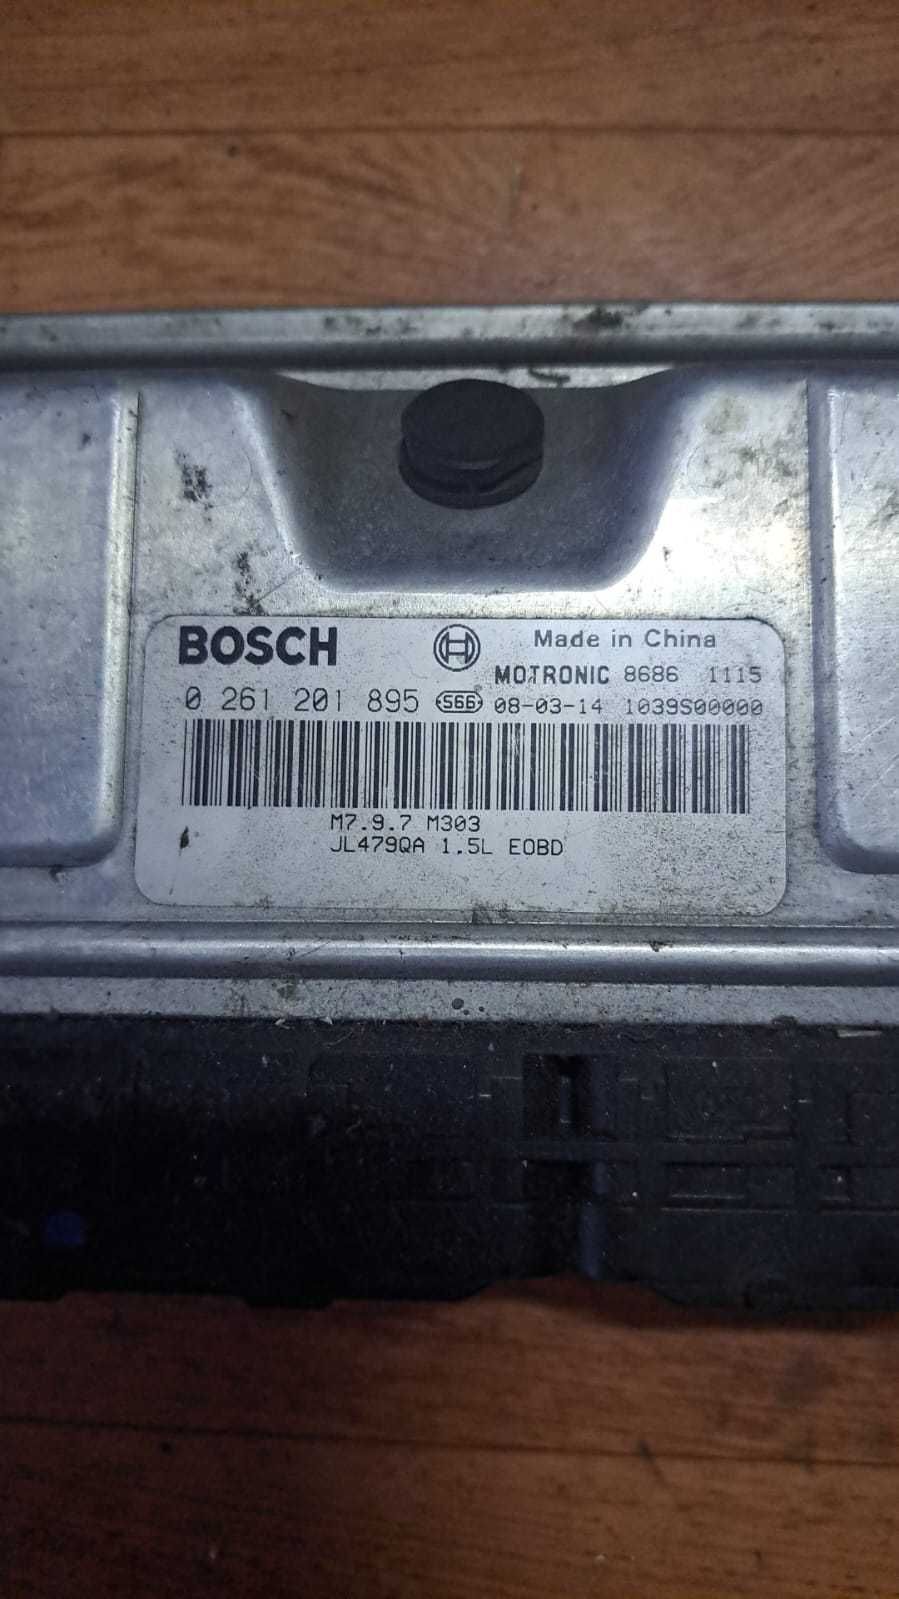 BOSCH Made in China
MOTRONIC 8686 1115
0 261 201 895 S66 08-03-14 1039S00000
M7.9.7 M303
JL479QA 1.5L EOBD